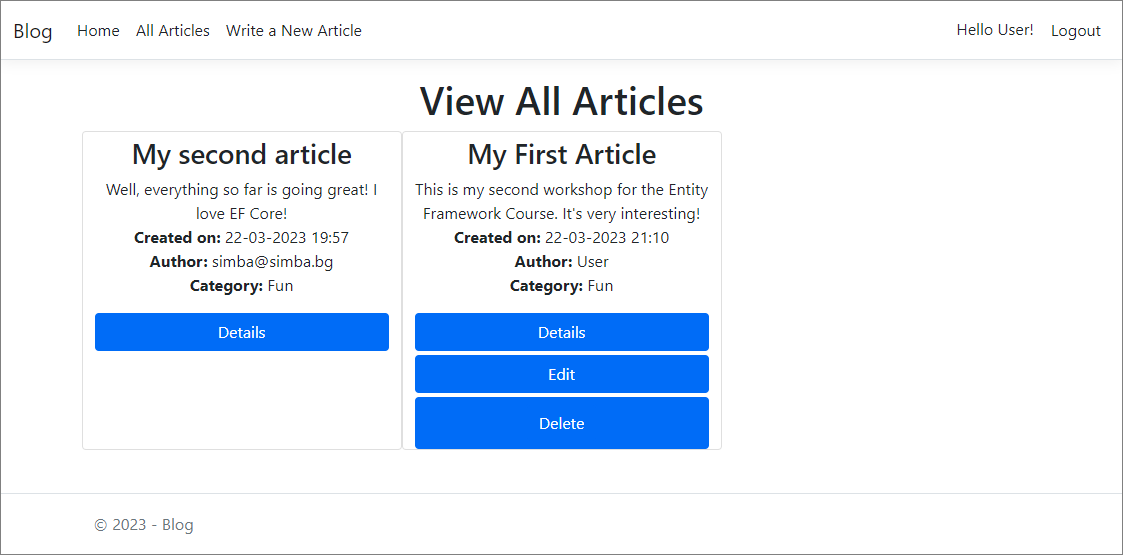 Blog Home All Articles Write a New Article Hello User! Logout
View All Articles
My second article
Well, everything so far is going great! I
love EF Core!
Created on: 22-03-2023 19:57
Author: simba@simba.bg
Category: Fun
Details
My First Article
This is my second workshop for the Entity
Framework Course. It's very interesting!
Created on: 22-03-2023 21:10
Author: User
Category: Fun
Details
Edit
Delete
© 2023 - Blog